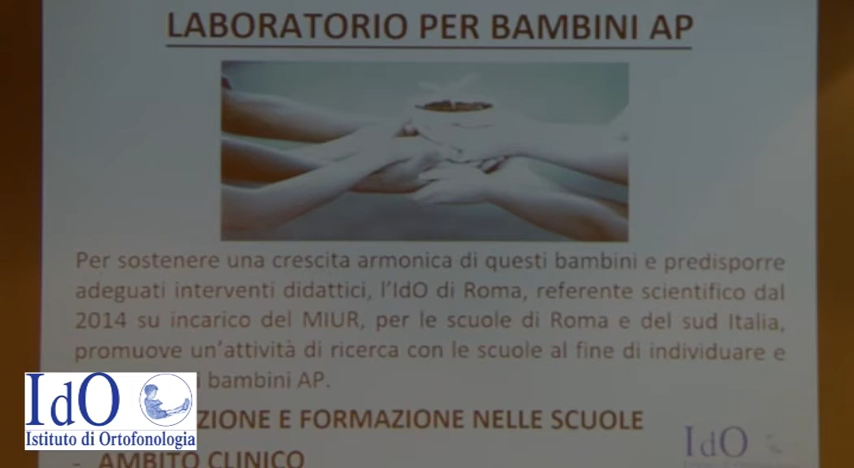 LABORATORIO PER BAMBINI AP
Per sostenere una crescita armonica di questi bambini e predisporre
adeguati interventi didattici, l'IdO di Roma, referente scientifico dal
2014 su incarico del MIUR, per le scuole di Roma e del sud Italia,
promuove un'attività di ricerca con le scuole al fine di individuare e
i bambini AP.
ZIONE E FORMAZIONE NELLE SCUOLE
- AMBITO CLINICO
IdO
Istituto di Ortofonologia
IdO